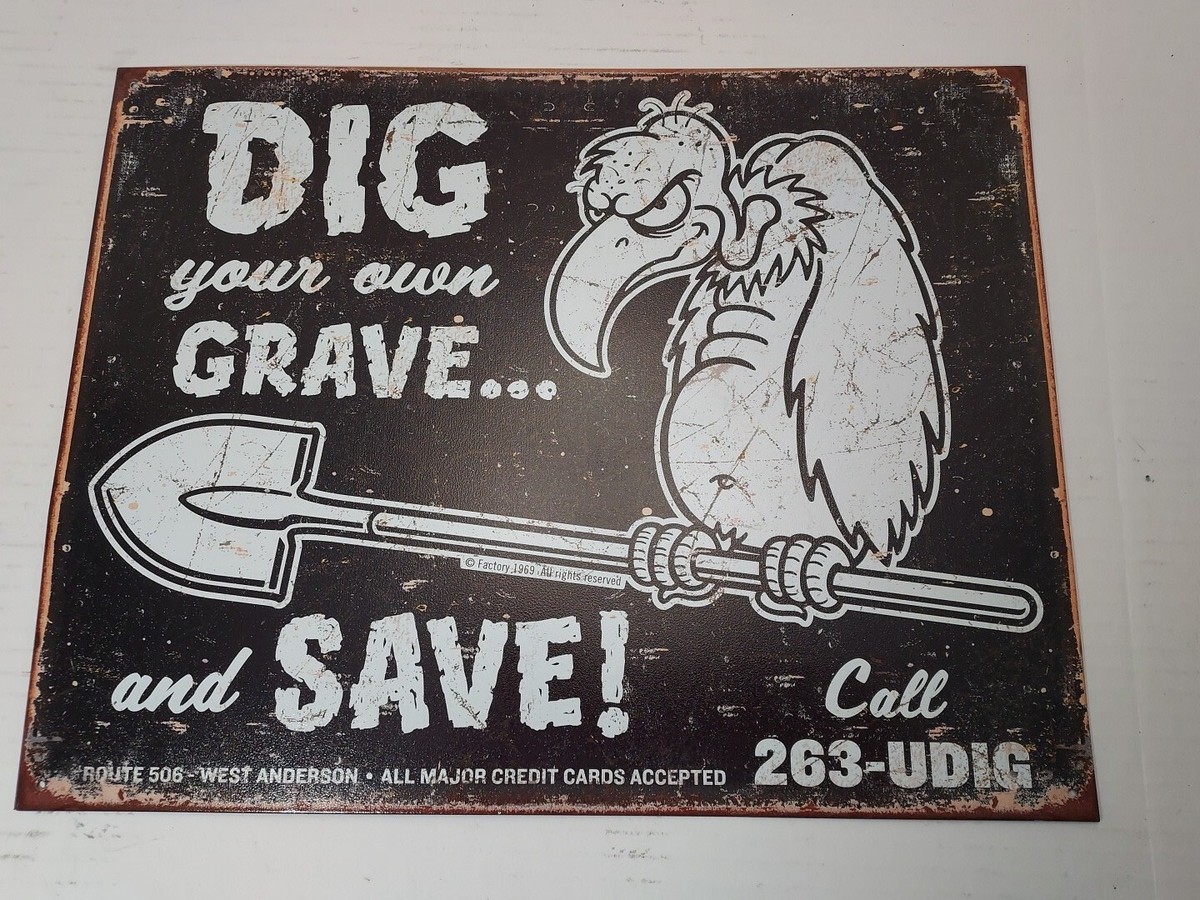 DIG
your own
GRAVE...
© Factory 1969 All rights reserved
and SAVE!
Call
263-UDIG
ROUTE 506 - WEST ANDERSON • ALL MAJOR CREDIT CARDS ACCEPTED